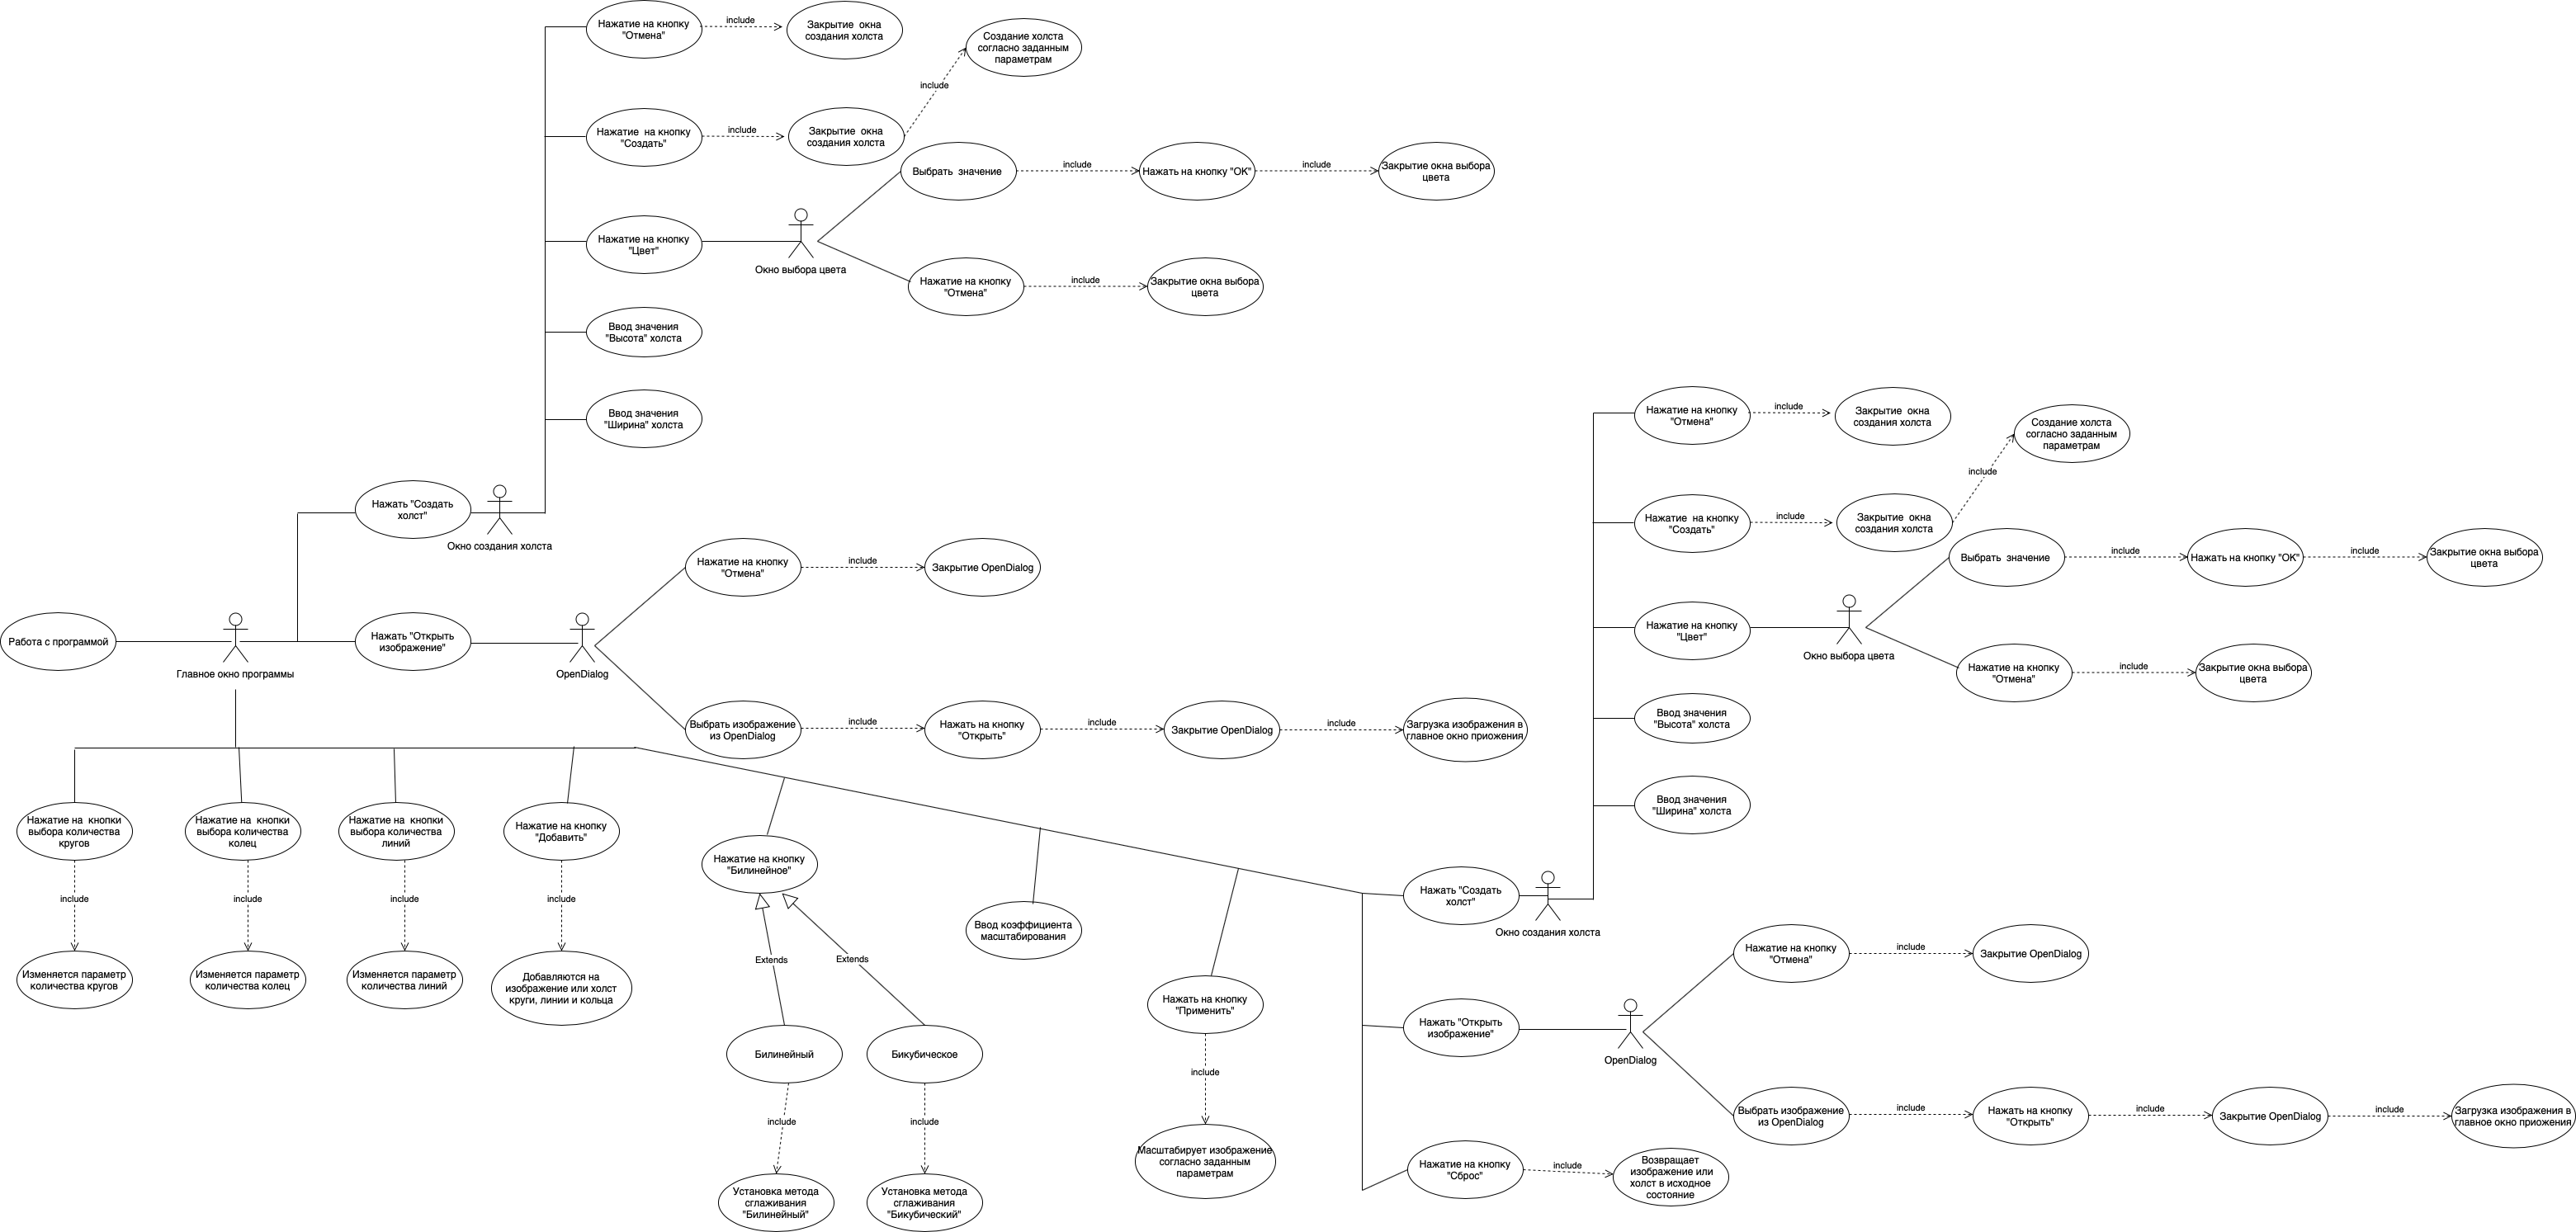 Нажатие на кнопку
"Отмена"
include
Закрытие окна
создания холста
Создание холста
согласно заданным
параметрам
include
Нажатие на кнопку
"Создать"
include
Закрытие окна
создания холста
Выбрать значение
include
Нажать на кнопку "ОК"
include
Закрытие окна выбора
цвета
Нажатие на кнопку
"Цвет"
Окно выбора цвета
Нажатие на кнопку
"Отмена"
include
Закрытие окна выбора
цвета
Ввод значения
"Высота" холста
Ввод значения
"Ширина" холста
Нажать "Создать
холст"
Окно создания холста
Нажатие на кнопку
"Отмена"
include
Закрытие OpenDialog
Работа с программой
Главное окно программы
Нажать "Открыть
изображение"
OpenDialog
Выбрать изображение
из OpenDialog
include
Нажать на кнопку
"Открыть"
include
Закрытие OpenDialog
include
Загрузка изображения в
главное окно приожения
Нажатие на кнопку
"Отмена"
include
Закрытие окна
создания холста
Создание холста
согласно заданным
параметрам
include
Нажатие на кнопку
"Создать"
include
Закрытие окна
создания холста
Выбрать значение
include
Нажать на кнопку "ОК"
include
Закрытие окна выбора
цвета
Нажатие на кнопку
"Цвет"
Окно выбора цвета
Нажатие на кнопку
"Отмена"
include
Закрытие окна выбора
цвета
Ввод значения
"Высота" холста
Ввод значения
"Ширина" холста
Нажатие на кнопки
выбора количества
кругов
include
Изменяется параметр
количества кругов
Нажатие на кнопки
выбора количества
колец
include
Изменяется параметр
количества колец
Нажатие на кнопки
выбора количества
линий
include
Изменяется параметр
количества линий
Нажатие на кнопку
"Добавить"
include
Добавляются на
изображение или холст
круги, линии и кольца
Нажатие на кнопку
"Билинейное"
Extends
Extends
Билинейный
Бикубическое
include
include
Установка метода
сглаживания
"Билинейный"
Установка метода
сглаживания
"Бикубический"
Ввод коэффициента
масштабирования
Нажать на кнопку
"Применить"
include
Масштабирует изображение
согласно заданным
параметрам
Нажать "Создать
холст"
Окно создания холста
Нажатие на кнопку
"Отмена"
include
Закрытие OpenDialog
Нажать "Открыть
изображение"
OpenDialog
Выбрать изображение
из OpenDialog
include
Нажать на кнопку
"Открыть"
include
Закрытие OpenDialog
include
Загрузка изображения в
главное окно приожения
Нажатие на кнопку
"Сброс"
include
Возвращает
изображение или
холст в исходное
состояние